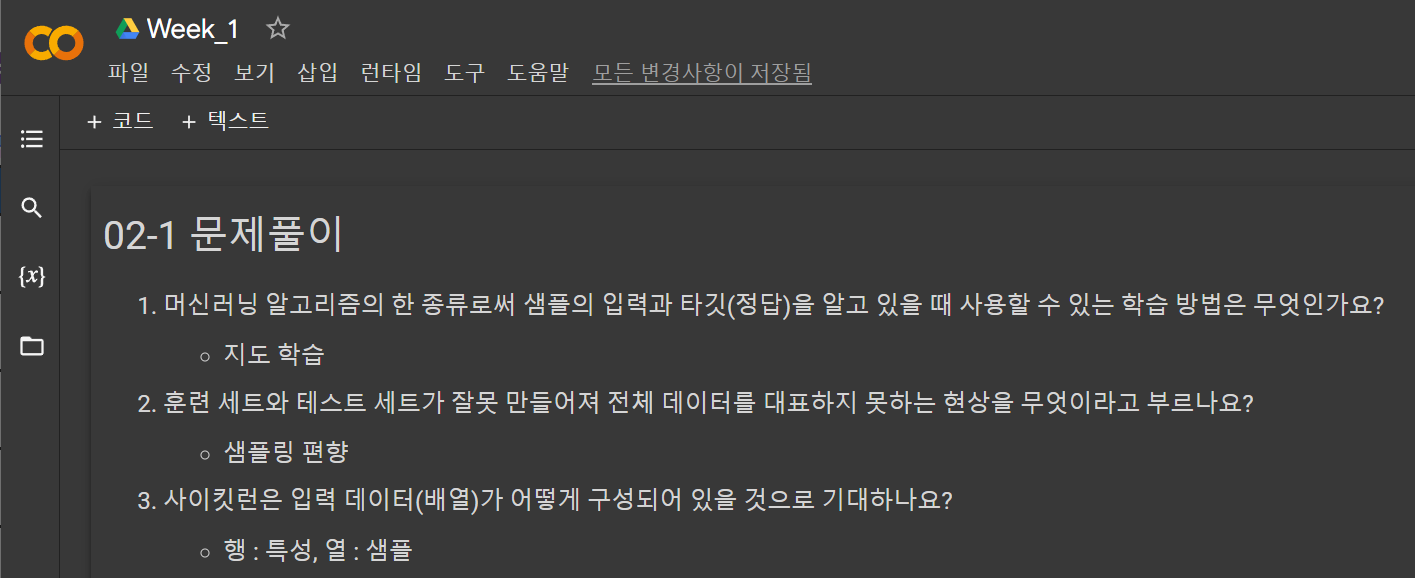 Week_1
파일 수정 보기 삽입 런타임 도구 도움말 모든 변경사항이 저장됨
+ 코드 + 텍스트
{x}
02-1 문제풀이
1. 머신러닝 알고리즘의 한 종류로써 샘플의 입력과 타깃(정답)을 알고 있을 때 사용할 수 있는 학습 방법은 무엇인가요?
○ 지도 학습
2. 훈련 세트와 테스트 세트가 잘못 만들어져 전체 데이터를 대표하지 못하는 현상을 무엇이라고 부르나요?
○ 샘플링 편향
3. 사이킷런은 입력 데이터(배열)가 어떻게 구성되어 있을 것으로 기대하나요?
○ 행 : 특성, 열 : 샘플